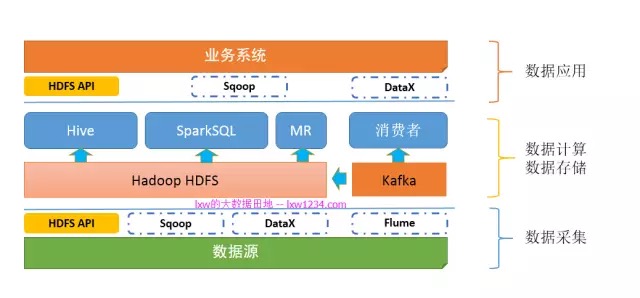 业务系统
HDFS API
Sqoop
DataX
数据应用
Hive
SparkSQL
MR
消费者
数据计算
数据存储
Hadoop HDFS
Kafka
lxw的大数据田地 -- lxw1234.com
HDFS API
Sqoop
DataX
Flume
数据采集
数据源